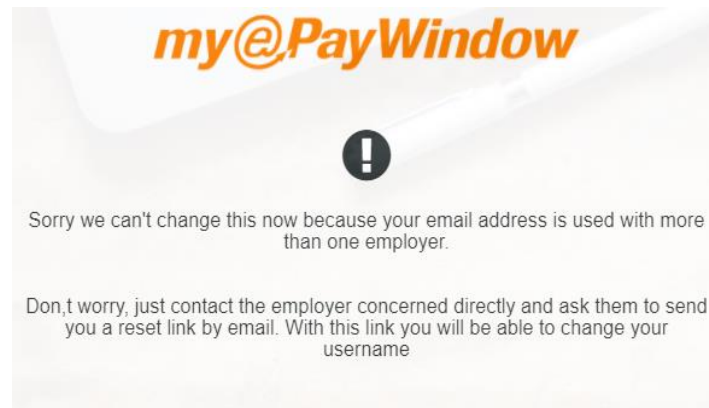 my@PayWindow
!
Sorry we can't change this now because your email address is used with more
than one employer.
Don,t worry, just contact the employer concerned directly and ask them to send
you a reset link by email. With this link you will be able to change your
username